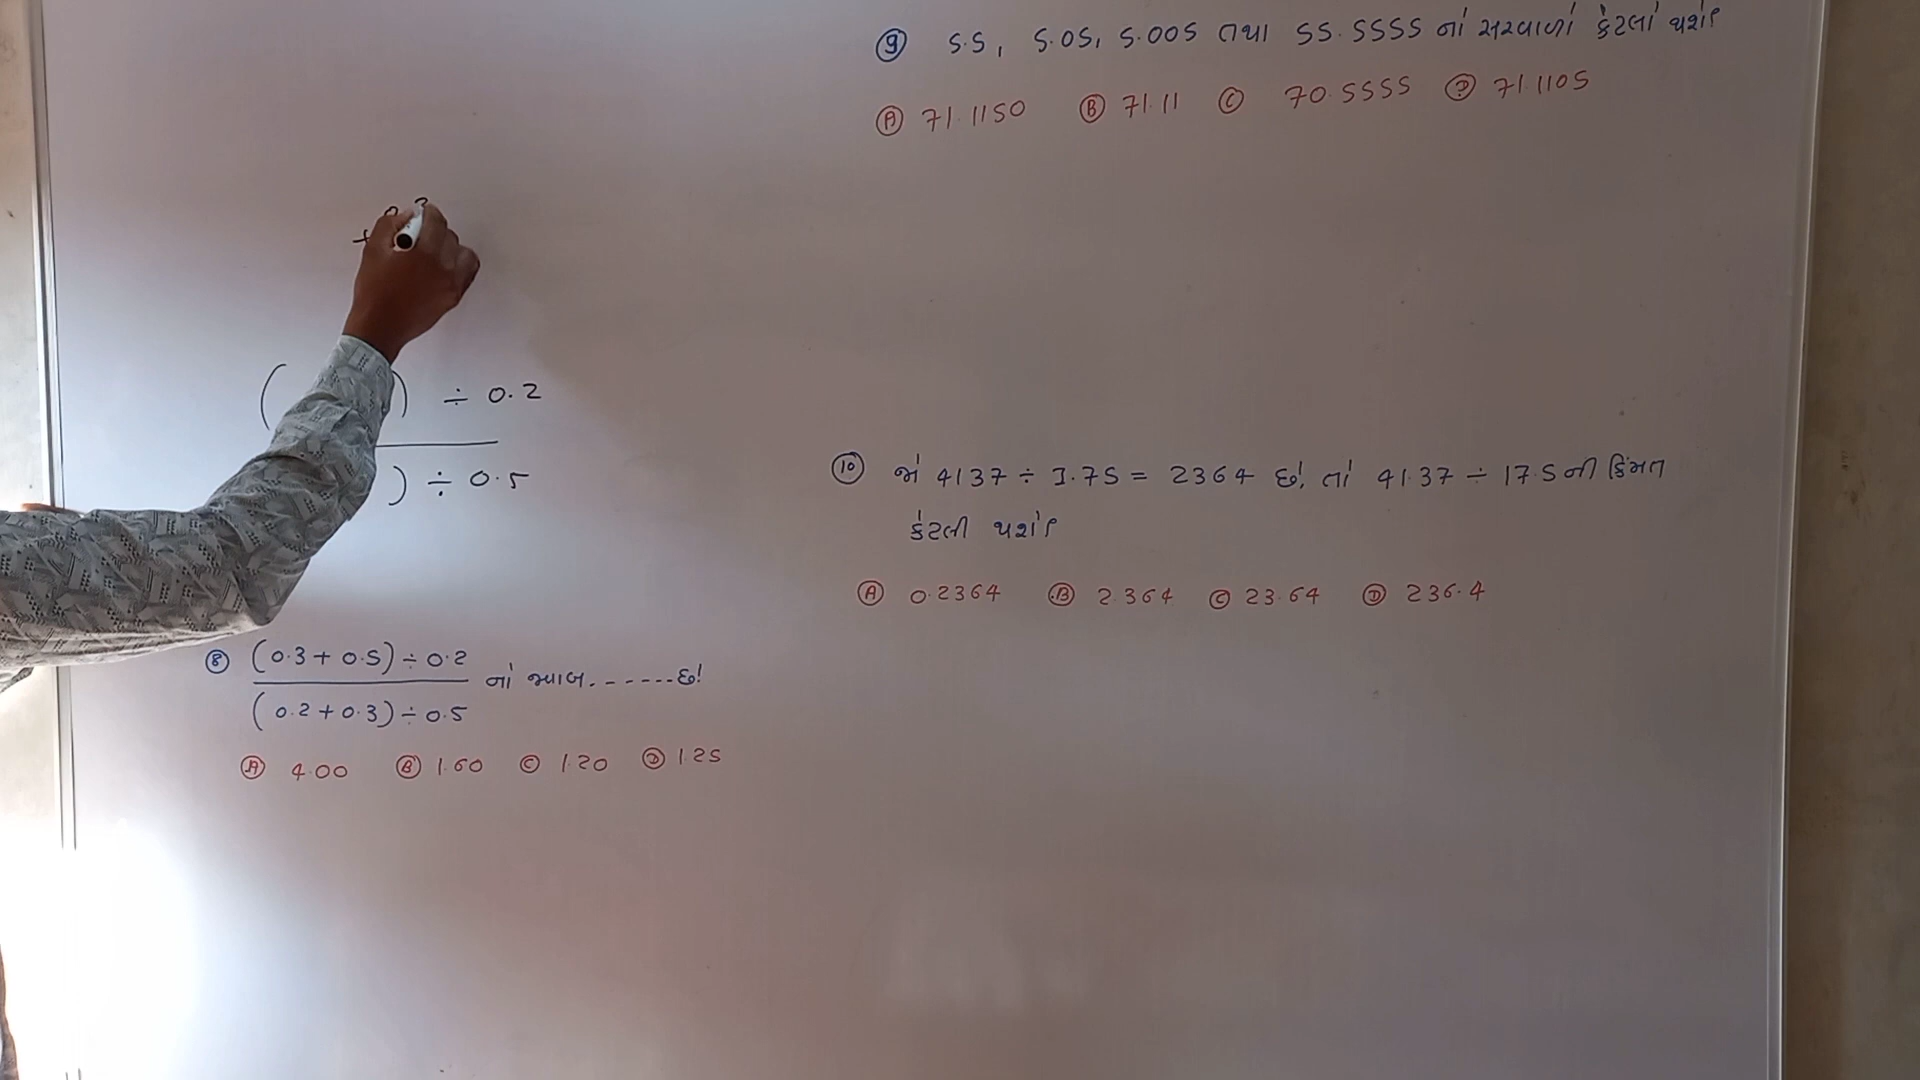 + 0.3
( ) ÷ 0.2
) ÷ 0.5
⑧ (0.3 + 0.5) ÷ 0.2
(0.2 + 0.3) ÷ 0.5
નો જવાબ. - - - - - - છે!
Ⓐ 4.00 Ⓑ 1.60 Ⓒ 1.20 Ⓓ 1.25
⑨ 5.5, 5.05, 5.005 તથા 55.5555 નો સરવાળો કેટલો થશે?
Ⓐ 71.1150 Ⓑ 71.11 Ⓒ 70.5555 Ⓓ 71.1105
⑩ જો 4137 ÷ 1.75 = 2364 છે! તો 41.37 ÷ 17.5 ની કિંમત
કેટલી થશે?
Ⓐ 0.2364 Ⓑ 2.364 Ⓒ 23.64 Ⓓ 236.4